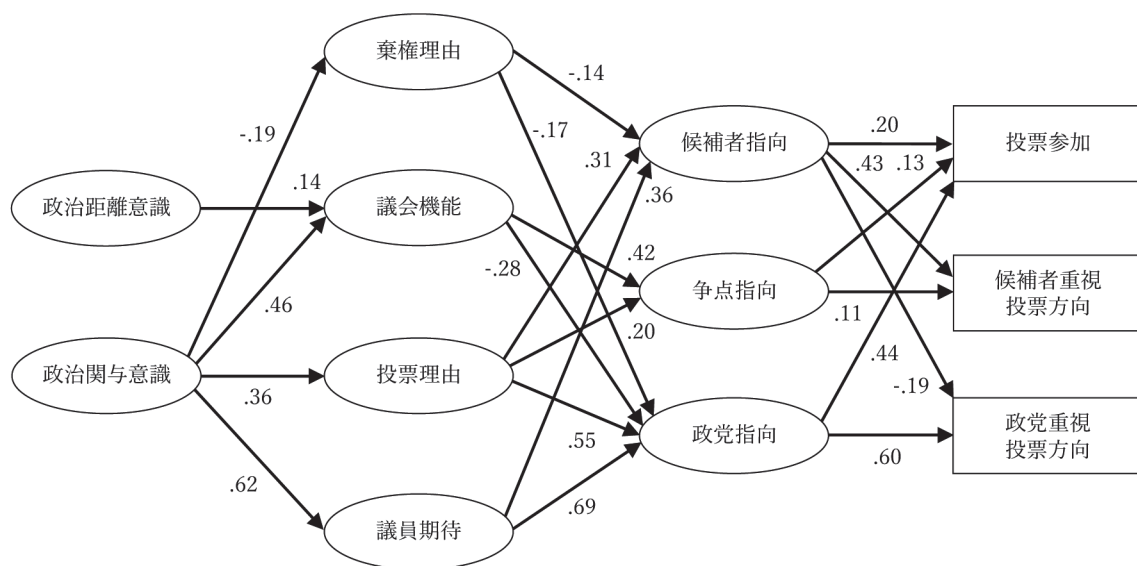 棄権理由
-.14
-.17
候補者指向
.20
投票参加
-.19
.31
.43
.13
政治距離意識
.14
議会機能
.36
.42
-.28
争点指向
候補者重視
投票方向
.46
.20
.11
政治関与意識
.36
投票理由
.44
-.19
.55
政党指向
政党重視
投票方向
.60
.62
議員期待
.69